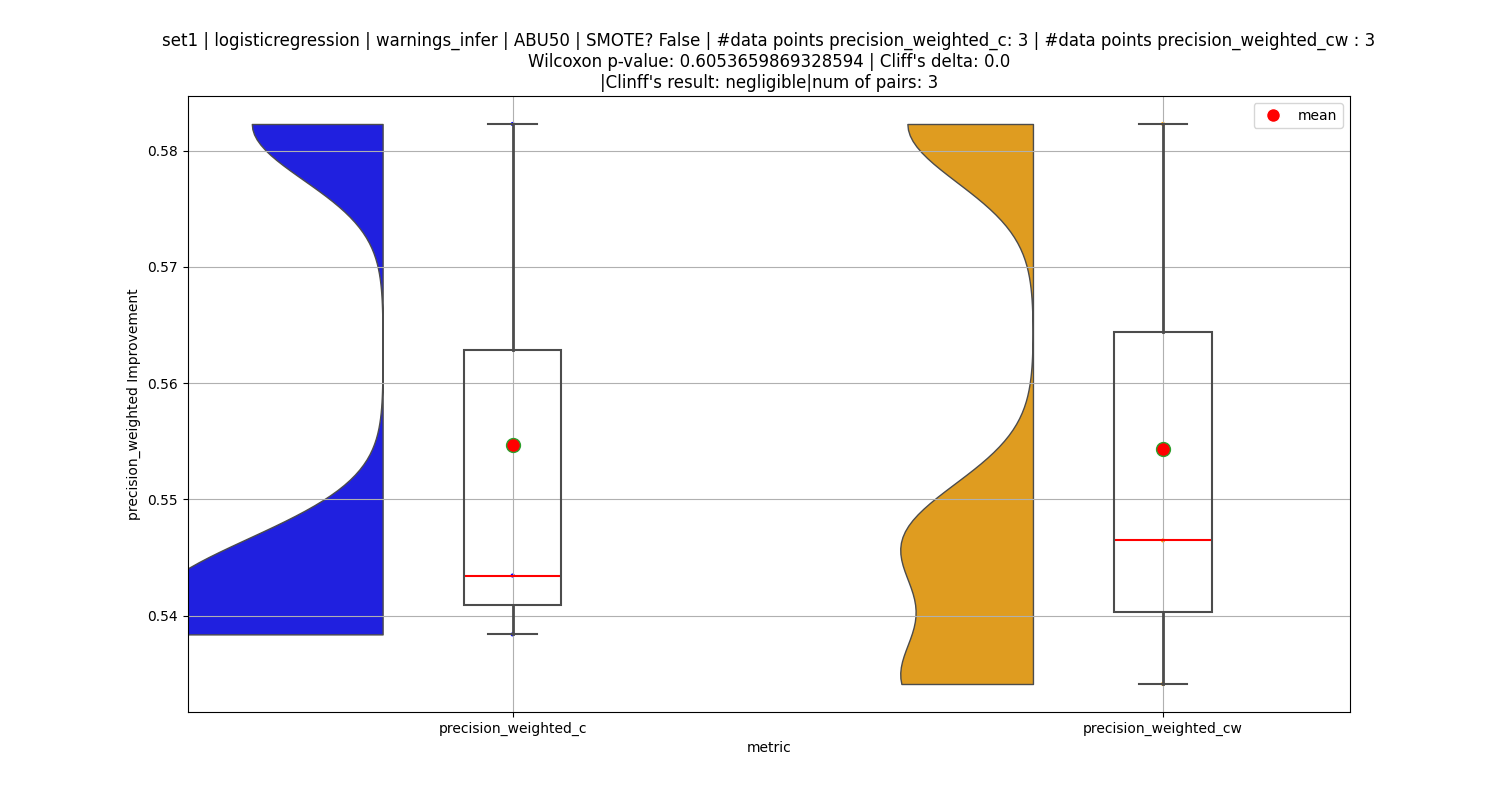 set1 | logisticregression | warnings_infer | ABU50 | SMOTE? False | #data points precision_weighted_c: 3 | #data points precision_weighted_cw : 3
Wilcoxon p-value: 0.6053659869328594 | Cliff's delta: 0.0
|Clinff's result: negligible|num of pairs: 3
mean
0.58
0.57
0.56
0.55
0.54
precision_weighted Improvement
precision_weighted_c
precision_weighted_cw
metric